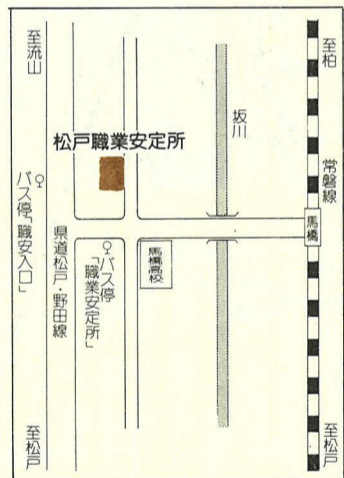 至柏
常磐線
馬橋
至松戸
坂川
松戸職業安定所
馬橋高校
バス停
「職業安定所」
県道松戸・野田線
至流山
バス停「職安入口」
至松戸